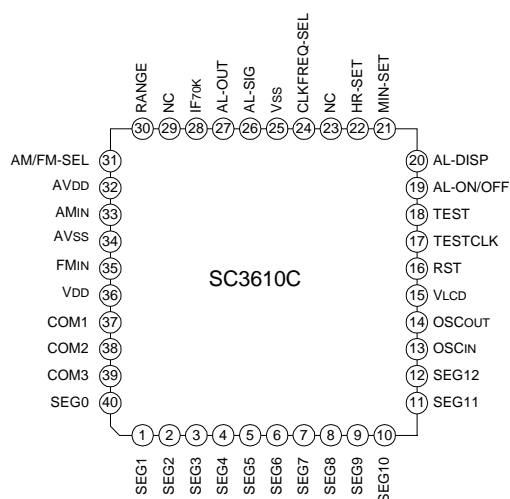 RANGE
NC
IF70K
AL-OUT
AL-SIG
VSS
CLKFREQ-SEL
NC
HR-SET
MIN-SET
30 29 28 27 26 25 24 23 22 21
AM/FM-SEL 31
AVDD 32
AMIN 33
AVSS 34
FMIN 35
VDD 36
COM1 37
COM2 38
COM3 39
SEG0 40
SC3610C
20 AL-DISP
19 AL-ON/OFF
18 TEST
17 TESTCLK
16 RST
15 VLCD
14 OSCOUT
13 OSCIN
12 SEG12
11 SEG11
1 2 3 4 5 6 7 8 9 10
SEG1
SEG2
SEG3
SEG4
SEG5
SEG6
SEG7
SEG8
SEG9
SEG10